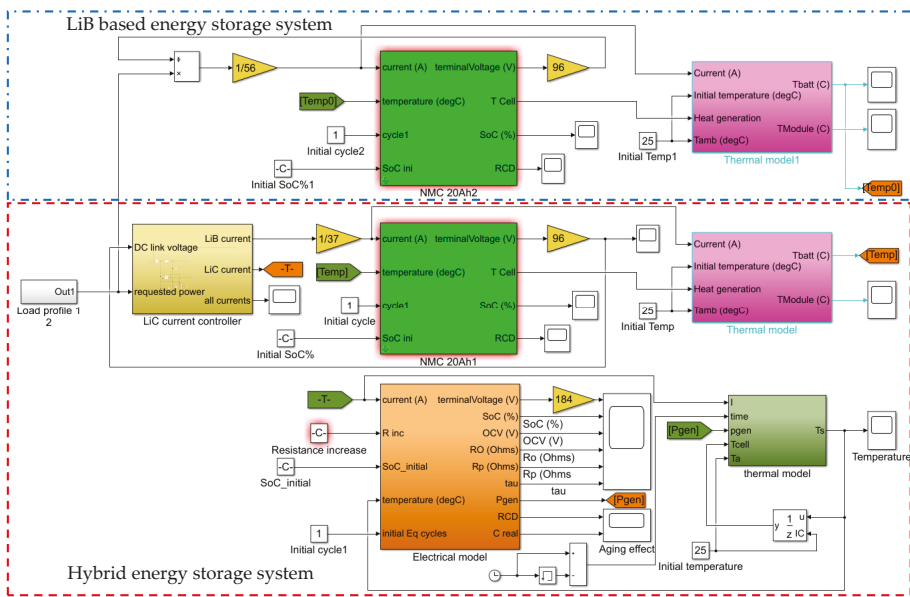 LiB based energy storage system
÷
×
1/56
current (A)
terminalVoltage (V)
96
[Temp0]
temperature (degC)
T Cell
1
cycle1
SoC (%)
Initial cycle2
-C-
SoC ini
RCD
Initial SoC%1
NMC 20Ah2
Current (A)
Tbatt (C)
Initial temperature (degC)
Heat generation
TModule (C)
25
Tamb (degC)
Initial Temp1
Thermal model1
[Temp0]
Out1
Load profile 1
2
DC link voltage
LiB current
LiC current
requested power
all currents
LiC current controller
1/37
-T-
current (A)
terminalVoltage (V)
96
[Temp]
temperature (degC)
T Cell
1
cycle1
SoC (%)
Initial cycle
-C-
SoC ini
RCD
Initial SoC%
NMC 20Ah1
Current (A)
Tbatt (C)
[Temp]
Initial temperature (degC)
Heat generation
TModule (C)
25
Tamb (degC)
Initial Temp
Thermal model
-T-
current (A)
terminalVoltage (V)
184
SoC (%)
SoC (%)
-C-
R inc
OCV (V)
OCV (V)
Resistance increase
RO (Ohms)
Ro (Ohms
-C-
SoC_initial
Rp (Ohms)
Rp (Ohms
SoC_initial
tau
tau
temperature (degC)
Pgen
[Pgen]
RCD
1
initial Eq cycles
C real
Initial cycle1
Electrical model
Aging effect
+
-
I
time
[Pgen]
pgen
Ts
Tcell
Ta
thermal model
Temperature
y
1
z
u
IC
25
Initial temperature
Hybrid energy storage system